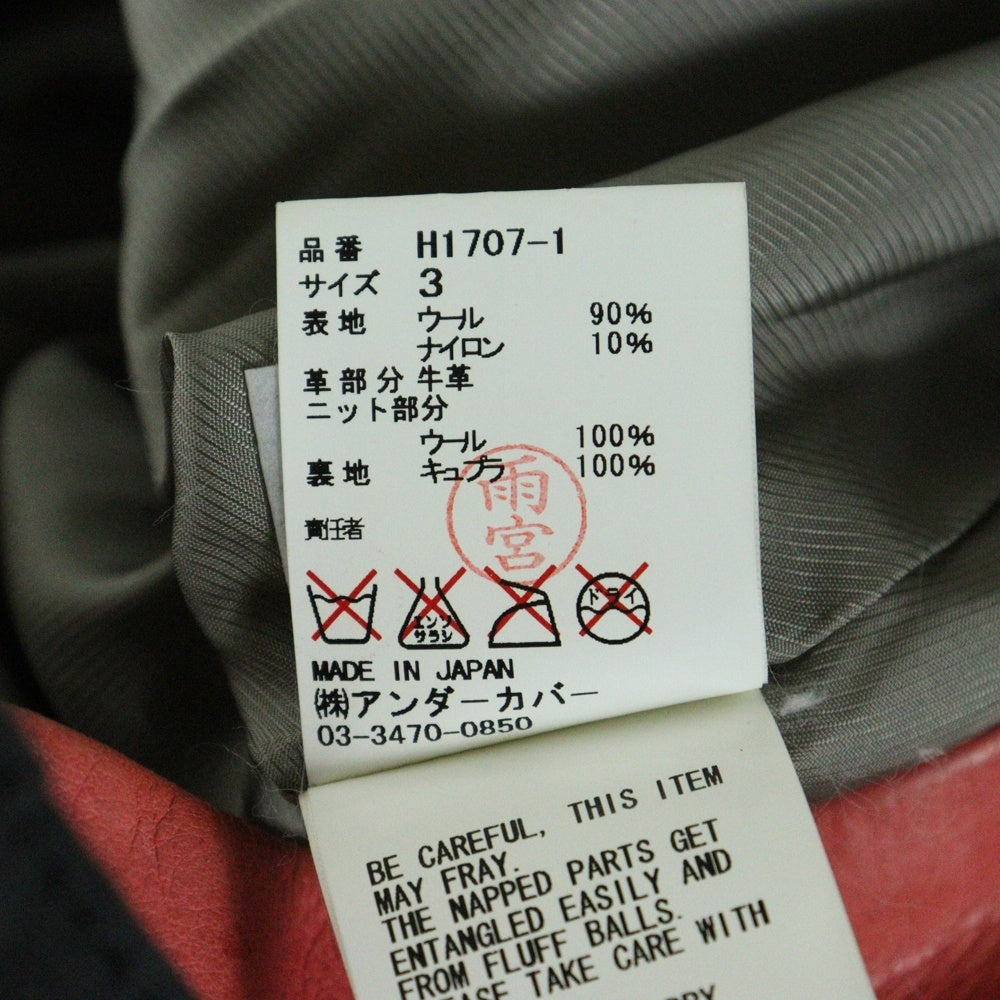 品番 H1707-1
サイズ 3
表地 ウール 90%
ナイロン 10%
革部分 牛革
ニット部分
ウール 100%
裏地 キュプラ 100%
責任者
雨宮
エンソ
サラシ
ドライ
MADE IN JAPAN
㈱アンダーカバー
03-3470-0850
BE CAREFUL, THIS ITEM
MAY FRAY.
THE NAPPED PARTS GET
ENTANGLED EASILY AND
FROM FLUFF BALLS.
TAKE CARE WITH